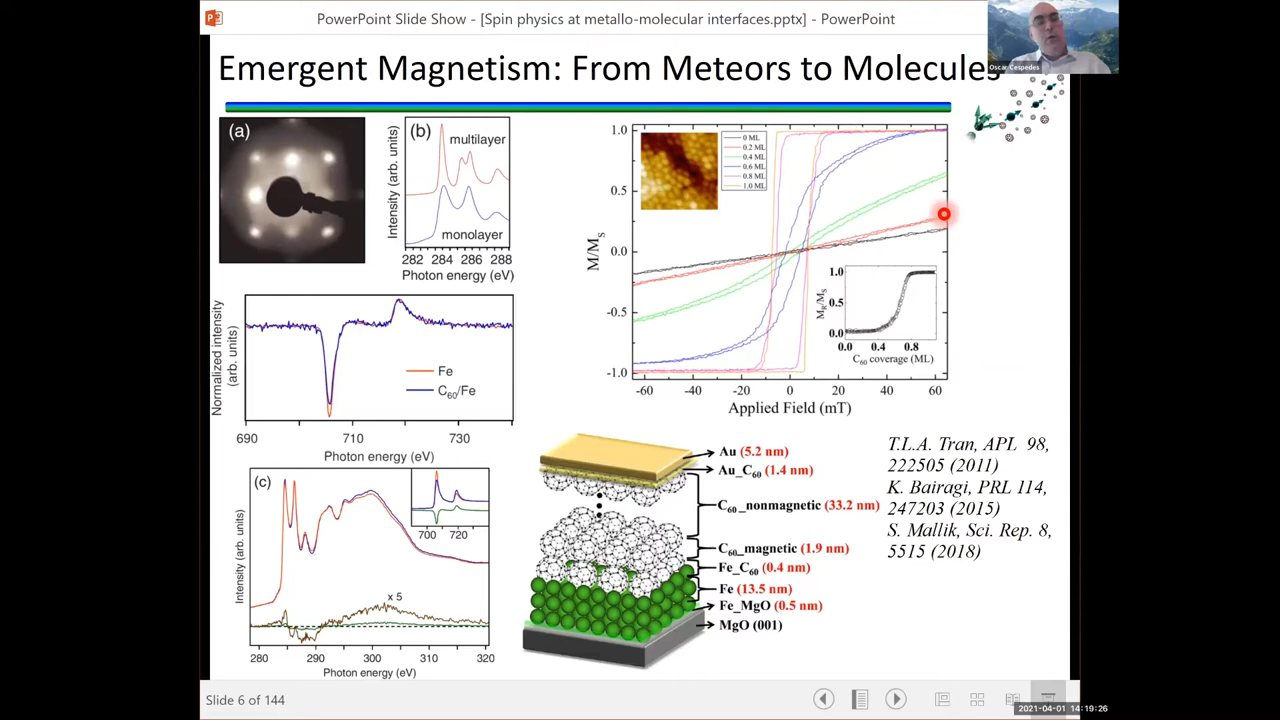 PowerPoint Slide Show - [Spin physics at metallo-molecular interfaces.pptx] - PowerPoint
Oscar Cespedes
Emergent Magnetism: From Meteors to Molecules
(a)
(b)
multilayer
monolayer
Intensity (arb. units)
282 284 286 288
Photon energy (eV)
Normalized intensity
(arb. units)
Fe
C60/Fe
690 710 730
Photon energy (eV)
(c)
Intensity (arb. units)
700 720
x 5
280 290 300 310 320
Photon energy (eV)
1.0
0.5
0.0
-0.5
-1.0
M/MS
0 ML
0.2 ML
0.4 ML
0.6 ML
0.8 ML
1.0 ML
-60 -40 -20 0 20 40 60
Applied Field (mT)
1.0
0.5
0.0
MR/MS
0.0 0.4 0.8
C60 coverage (ML)
Au (5.2 nm)
Au_C60 (1.4 nm)
C60_nonmagnetic (33.2 nm)
C60_magnetic (1.9 nm)
Fe_C60 (0.4 nm)
Fe (13.5 nm)
Fe_MgO (0.5 nm)
MgO (001)
T.L.A. Tran, APL 98,
222505 (2011)
K. Bairagi, PRL 114,
247203 (2015)
S. Mallik, Sci. Rep. 8,
5515 (2018)
Slide 6 of 144
2021-04-01 14:19:26